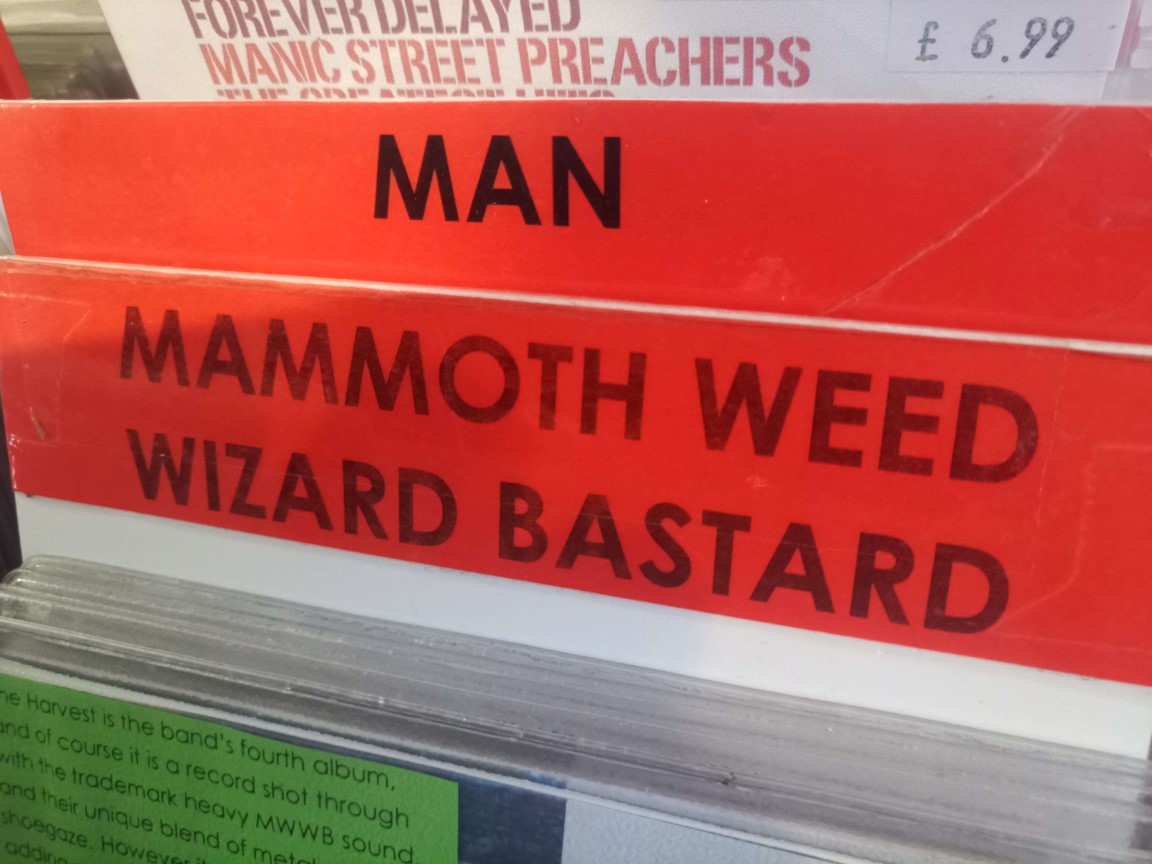 FOREVER DELAYED
MANIC STREET PREACHERS
£ 6.99
MAN
MAMMOTH WEED
WIZARD BASTARD
Harvest is the band's fourth album,
and of course it is a record shot through
with the trademark heavy MWWB sound
and their unique blend of metal
shoegaze. However
adding